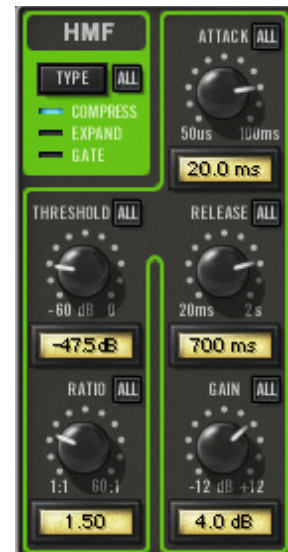 HMF
TYPE ALL
COMPRESS
EXPAND
GATE
ATTACK ALL
50us 100ms
20.0 ms
THRESHOLD ALL
-60 dB 0
-47.5 dB
RELEASE ALL
20ms 2s
700 ms
RATIO ALL
1:1 60:1
1.50
GAIN ALL
-12 dB +12
4.0 dB